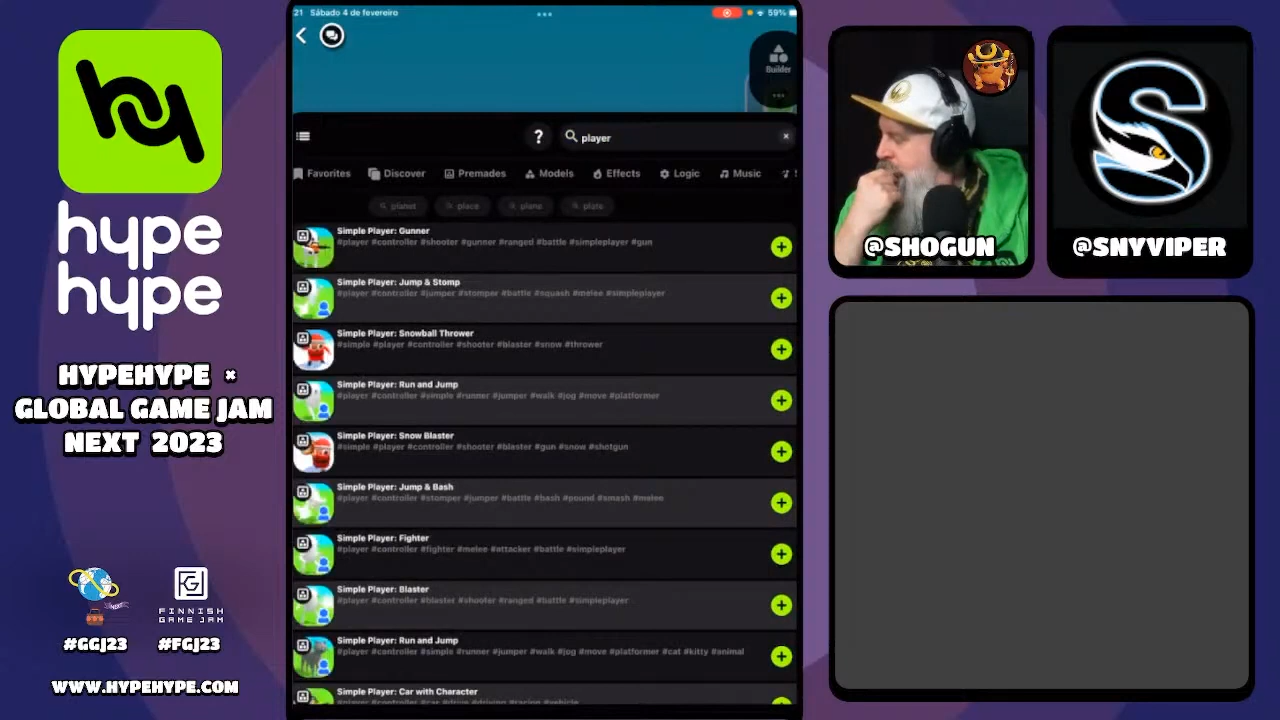 hype
hype
HYPEHYPE ×
GLOBAL GAME JAM
NEXT 2023
#GGJ23
FINNISH
GAME JAM
#FGJ23
WWW.HYPEHYPE.COM
21 Sábado 4 de fevereiro
59%
Builder
? player ×
Favorites Discover Premades Models Effects Logic Music
planet place plane plate
Simple Player: Gunner
#player #controller #shooter #gunner #ranged #battle #simpleplayer #gun
Simple Player: Jump & Stomp
#player #controller #jumper #stomper #battle #squash #melee #simpleplayer
Simple Player: Snowball Thrower
#simple #player #controller #shooter #blaster #snow #thrower
Simple Player: Run and Jump
#player #controller #simple #runner #jumper #walk #jog #move #platformer
Simple Player: Snow Blaster
#simple #player #controller #shooter #blaster #gun #snow #shotgun
Simple Player: Jump & Bash
#player #controller #stomper #jumper #battle #bash #pound #smash #melee
Simple Player: Fighter
#player #controller #fighter #melee #attacker #battle #simpleplayer
Simple Player: Blaster
#player #controller #blaster #shooter #ranged #battle #simpleplayer
Simple Player: Run and Jump
#player #controller #simple #runner #jumper #walk #jog #move #platformer #cat #kitty #animal
Simple Player: Car with Character
#player #controller #car #drive #driving #racing #vehicle
@SHOGUN
S
@SNYVIPER